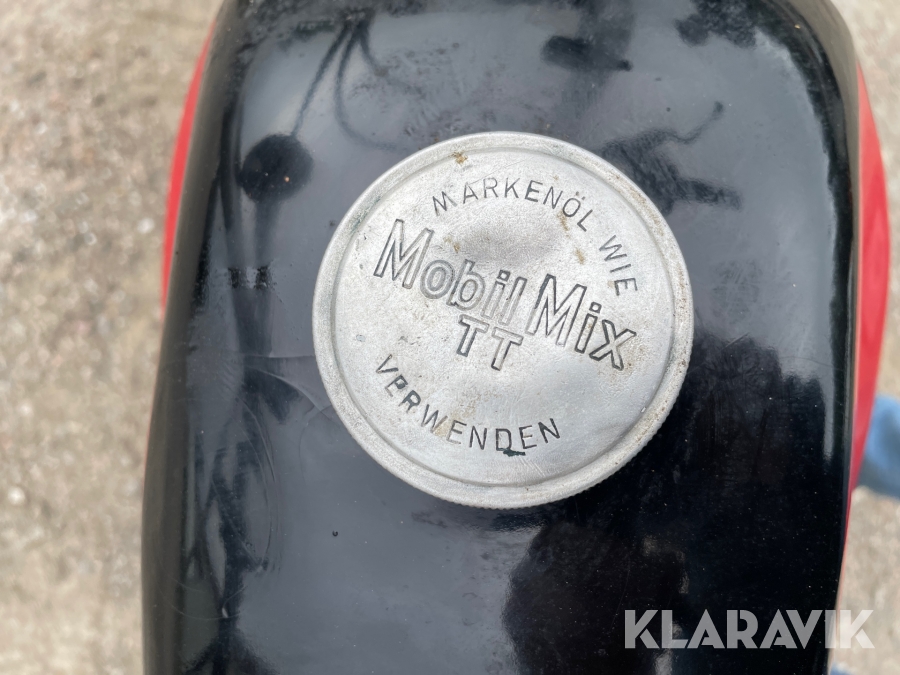 MARKENÖL WIE
Mobil Mix
TT
VERWENDEN
KLARAVIK